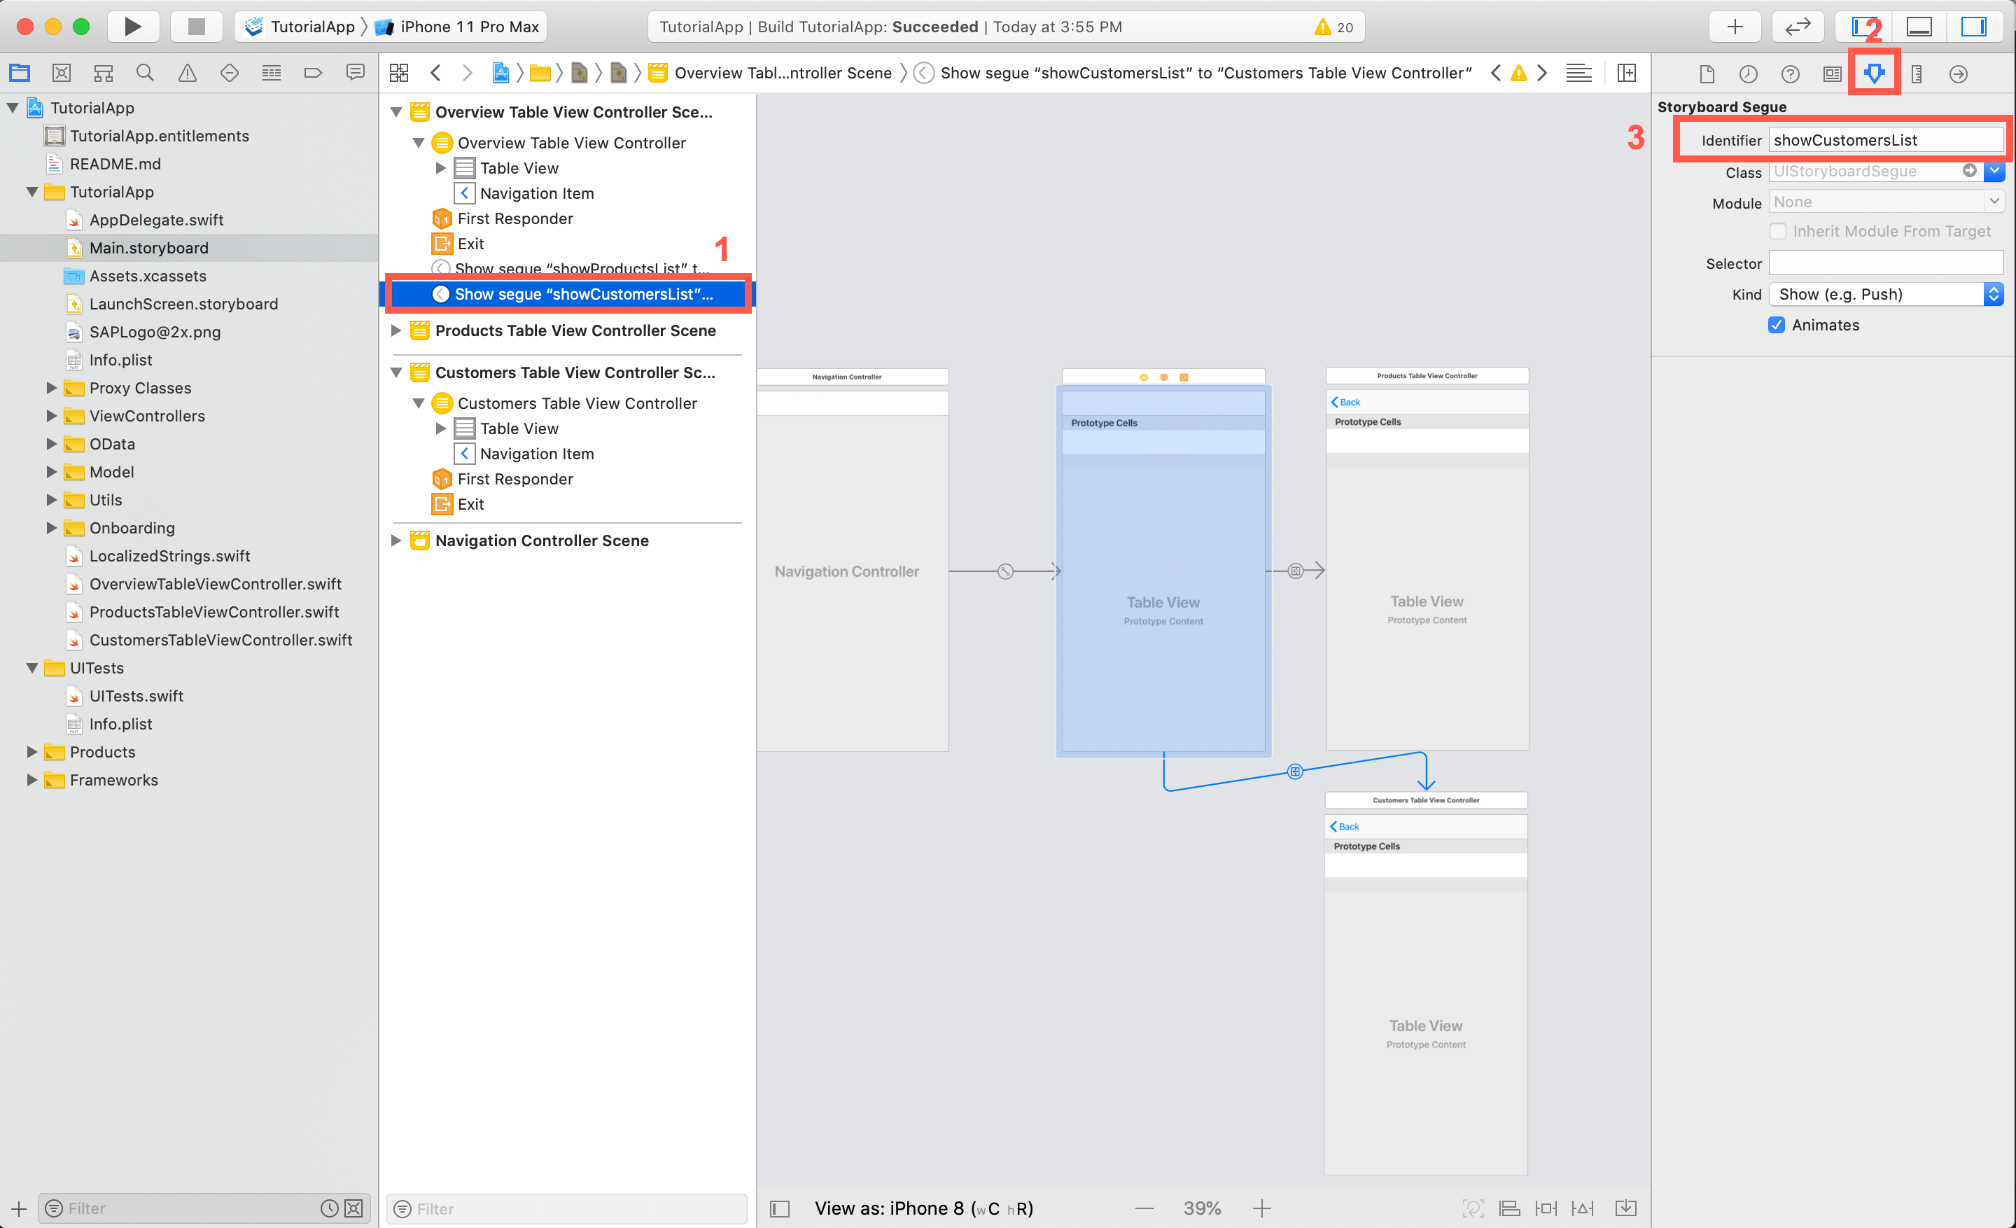 TutorialApp 〉 iPhone 11 Pro Max
TutorialApp | Build TutorialApp: Succeeded | Today at 3:55 PM
20
2
Overview Tabl...ntroller Scene 〉 Show segue “showCustomersList” to “Customers Table View Controller”
TutorialApp
TutorialApp.entitlements
README.md
TutorialApp
AppDelegate.swift
Main.storyboard
Assets.xcassets
LaunchScreen.storyboard
SAPLogo@2x.png
Info.plist
Proxy Classes
ViewControllers
OData
Model
Utils
Onboarding
LocalizedStrings.swift
OverviewTableViewController.swift
ProductsTableViewController.swift
CustomersTableViewController.swift
UITests
UITests.swift
Info.plist
Products
Frameworks
Filter
Overview Table View Controller Sce...
Overview Table View Controller
Table View
Navigation Item
First Responder
Exit
1
Show segue “showProductsList” t...
Show segue “showCustomersList”...
Products Table View Controller Scene
Customers Table View Controller Sc...
Customers Table View Controller
Table View
Navigation Item
First Responder
Exit
Navigation Controller Scene
Filter
Navigation Controller
Navigation Controller
Prototype Cells
Table View
Prototype Content
Products Table View Controller
Back
Prototype Cells
Table View
Prototype Content
Customers Table View Controller
Back
Prototype Cells
Table View
Prototype Content
View as: iPhone 8 (wC hR)
39%
Storyboard Segue
3
Identifier showCustomersList
Class UIStoryboardSegue
Module None
Inherit Module From Target
Selector
Kind Show (e.g. Push)
Animates